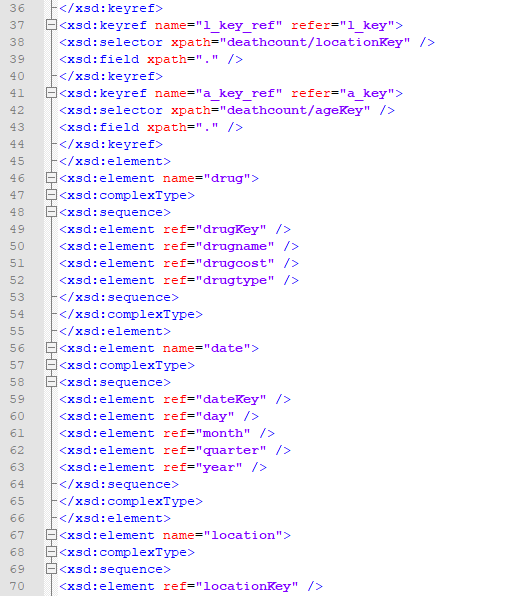 36 </xsd:keyref>
37 <xsd:keyref name="l_key_ref" refer="l_key">
38 <xsd:selector xpath="deathcount/locationKey" />
39 <xsd:field xpath="." />
40 </xsd:keyref>
41 <xsd:keyref name="a_key_ref" refer="a_key">
42 <xsd:selector xpath="deathcount/ageKey" />
43 <xsd:field xpath="." />
44 </xsd:keyref>
45 </xsd:element>
46 <xsd:element name="drug">
47 <xsd:complexType>
48 <xsd:sequence>
49 <xsd:element ref="drugKey" />
50 <xsd:element ref="drugname" />
51 <xsd:element ref="drugcost" />
52 <xsd:element ref="drugtype" />
53 </xsd:sequence>
54 </xsd:complexType>
55 </xsd:element>
56 <xsd:element name="date">
57 <xsd:complexType>
58 <xsd:sequence>
59 <xsd:element ref="dateKey" />
60 <xsd:element ref="day" />
61 <xsd:element ref="month" />
62 <xsd:element ref="quarter" />
63 <xsd:element ref="year" />
64 </xsd:sequence>
65 </xsd:complexType>
66 </xsd:element>
67 <xsd:element name="location">
68 <xsd:complexType>
69 <xsd:sequence>
70 <xsd:element ref="locationKey" />